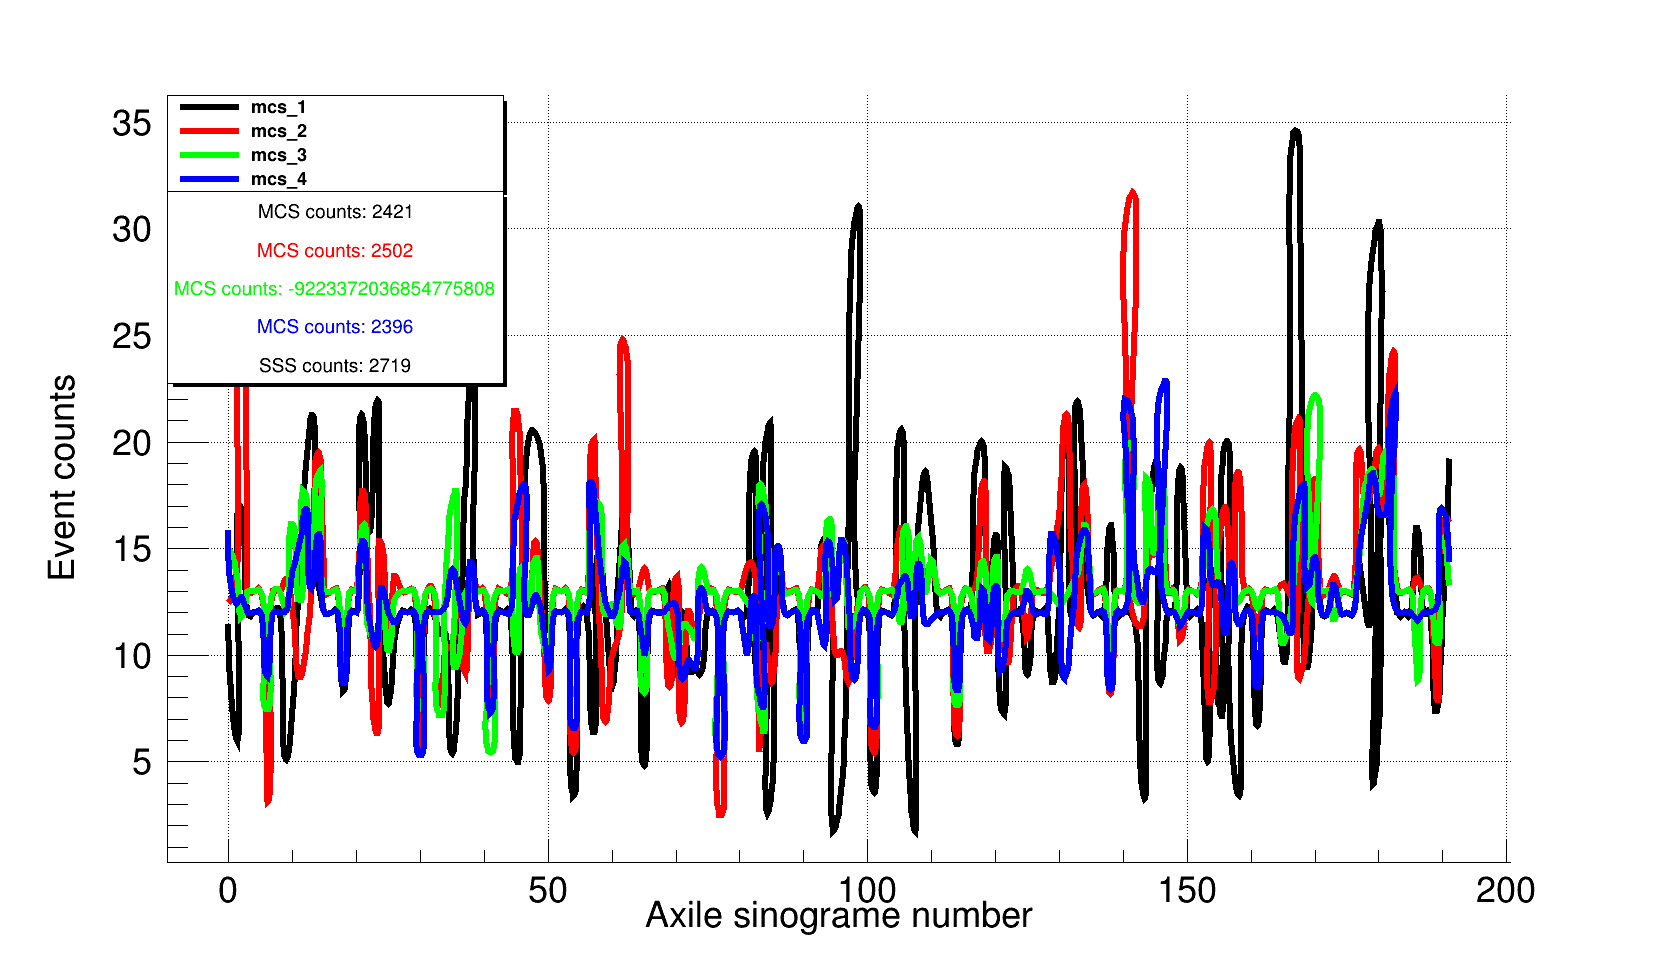 mcs_1
mcs_2
mcs_3
mcs_4
MCS counts: 2421
MCS counts: 2502
MCS counts: -9223372036854775808
MCS counts: 2396
SSS counts: 2719
35
30
25
20
15
10
5
Event counts
0 50 100 150 200
Axile sinograme number